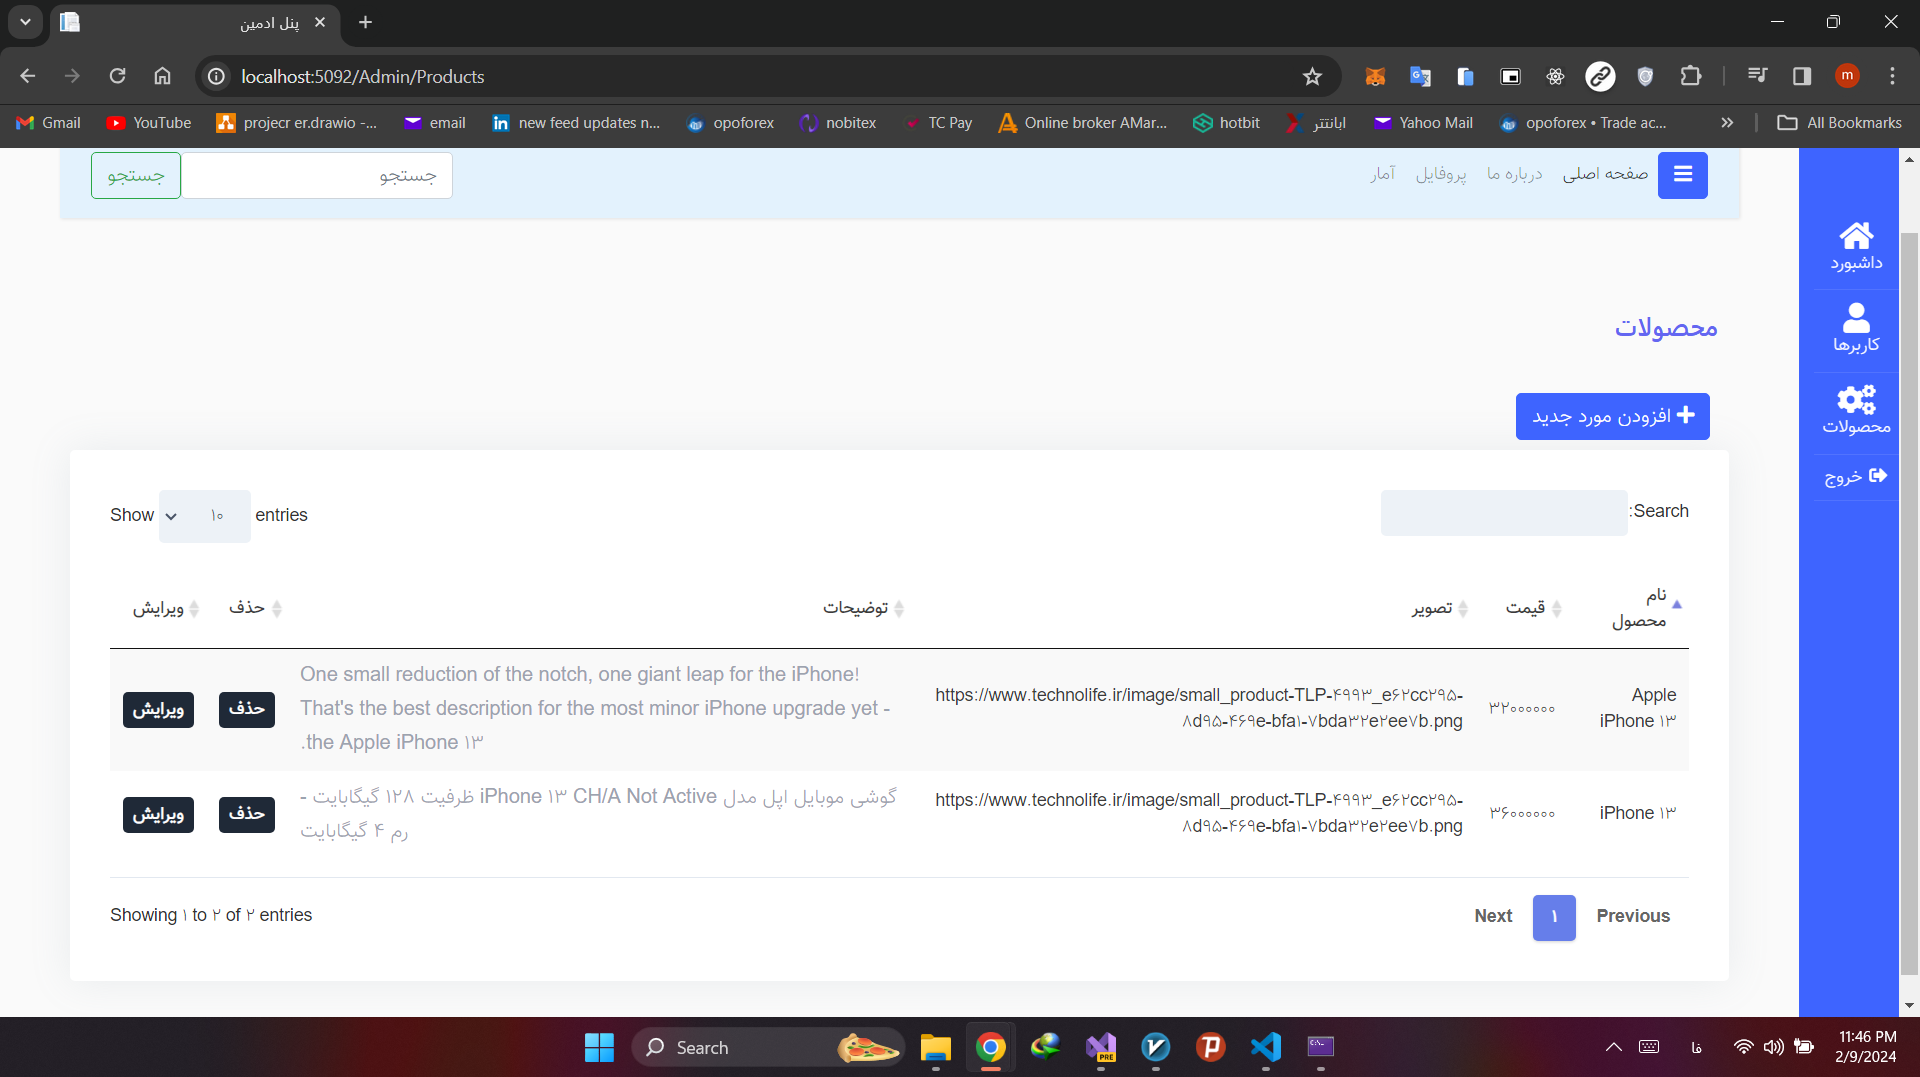 پنل ادمین
localhost:5092/Admin/Products
m
Gmail
YouTube
projecr er.drawio -...
email
new feed updates n...
opoforex
nobitex
TC Pay
Online broker AMar...
hotbit
ابانتتر
Yahoo Mail
opoforex • Trade ac...
All Bookmarks
صفحه اصلی
درباره ما
پروفایل
آمار
جستجو
جستجو
داشبورد
کاربرها
محصولات
خروج
محصولات
افزودن مورد جدید
Show ۱۰ entries
Search:
نام محصول
قیمت
تصویر
توضیحات
حذف
ویرایش
Apple
iPhone ۱۳
۳۲۰۰۰۰۰۰
https://www.technolife.ir/image/small_product-TLP-۴۹۹۳_e۶۲cc۲۹۵-
۸d۹۵-۴۶۹e-bfa۱-۷bda۳۲e۲ee۷b.png
One small reduction of the notch, one giant leap for the iPhone!
That's the best description for the most minor iPhone upgrade yet -
the Apple iPhone ۱۳.
حذف
ویرایش
iPhone ۱۳
۳۶۰۰۰۰۰۰
https://www.technolife.ir/image/small_product-TLP-۴۹۹۳_e۶۲cc۲۹۵-
۸d۹۵-۴۶۹e-bfa۱-۷bda۳۲e۲ee۷b.png
گوشی موبایل اپل مدل iPhone ۱۳ CH/A Not Active ظرفیت ۱۲۸ گیگابایت -
رم ۴ گیگابایت
حذف
ویرایش
Showing ۱ to ۲ of ۲ entries
Previous
۱
Next
Search
PRE
فا
11:46 PM
2/9/2024